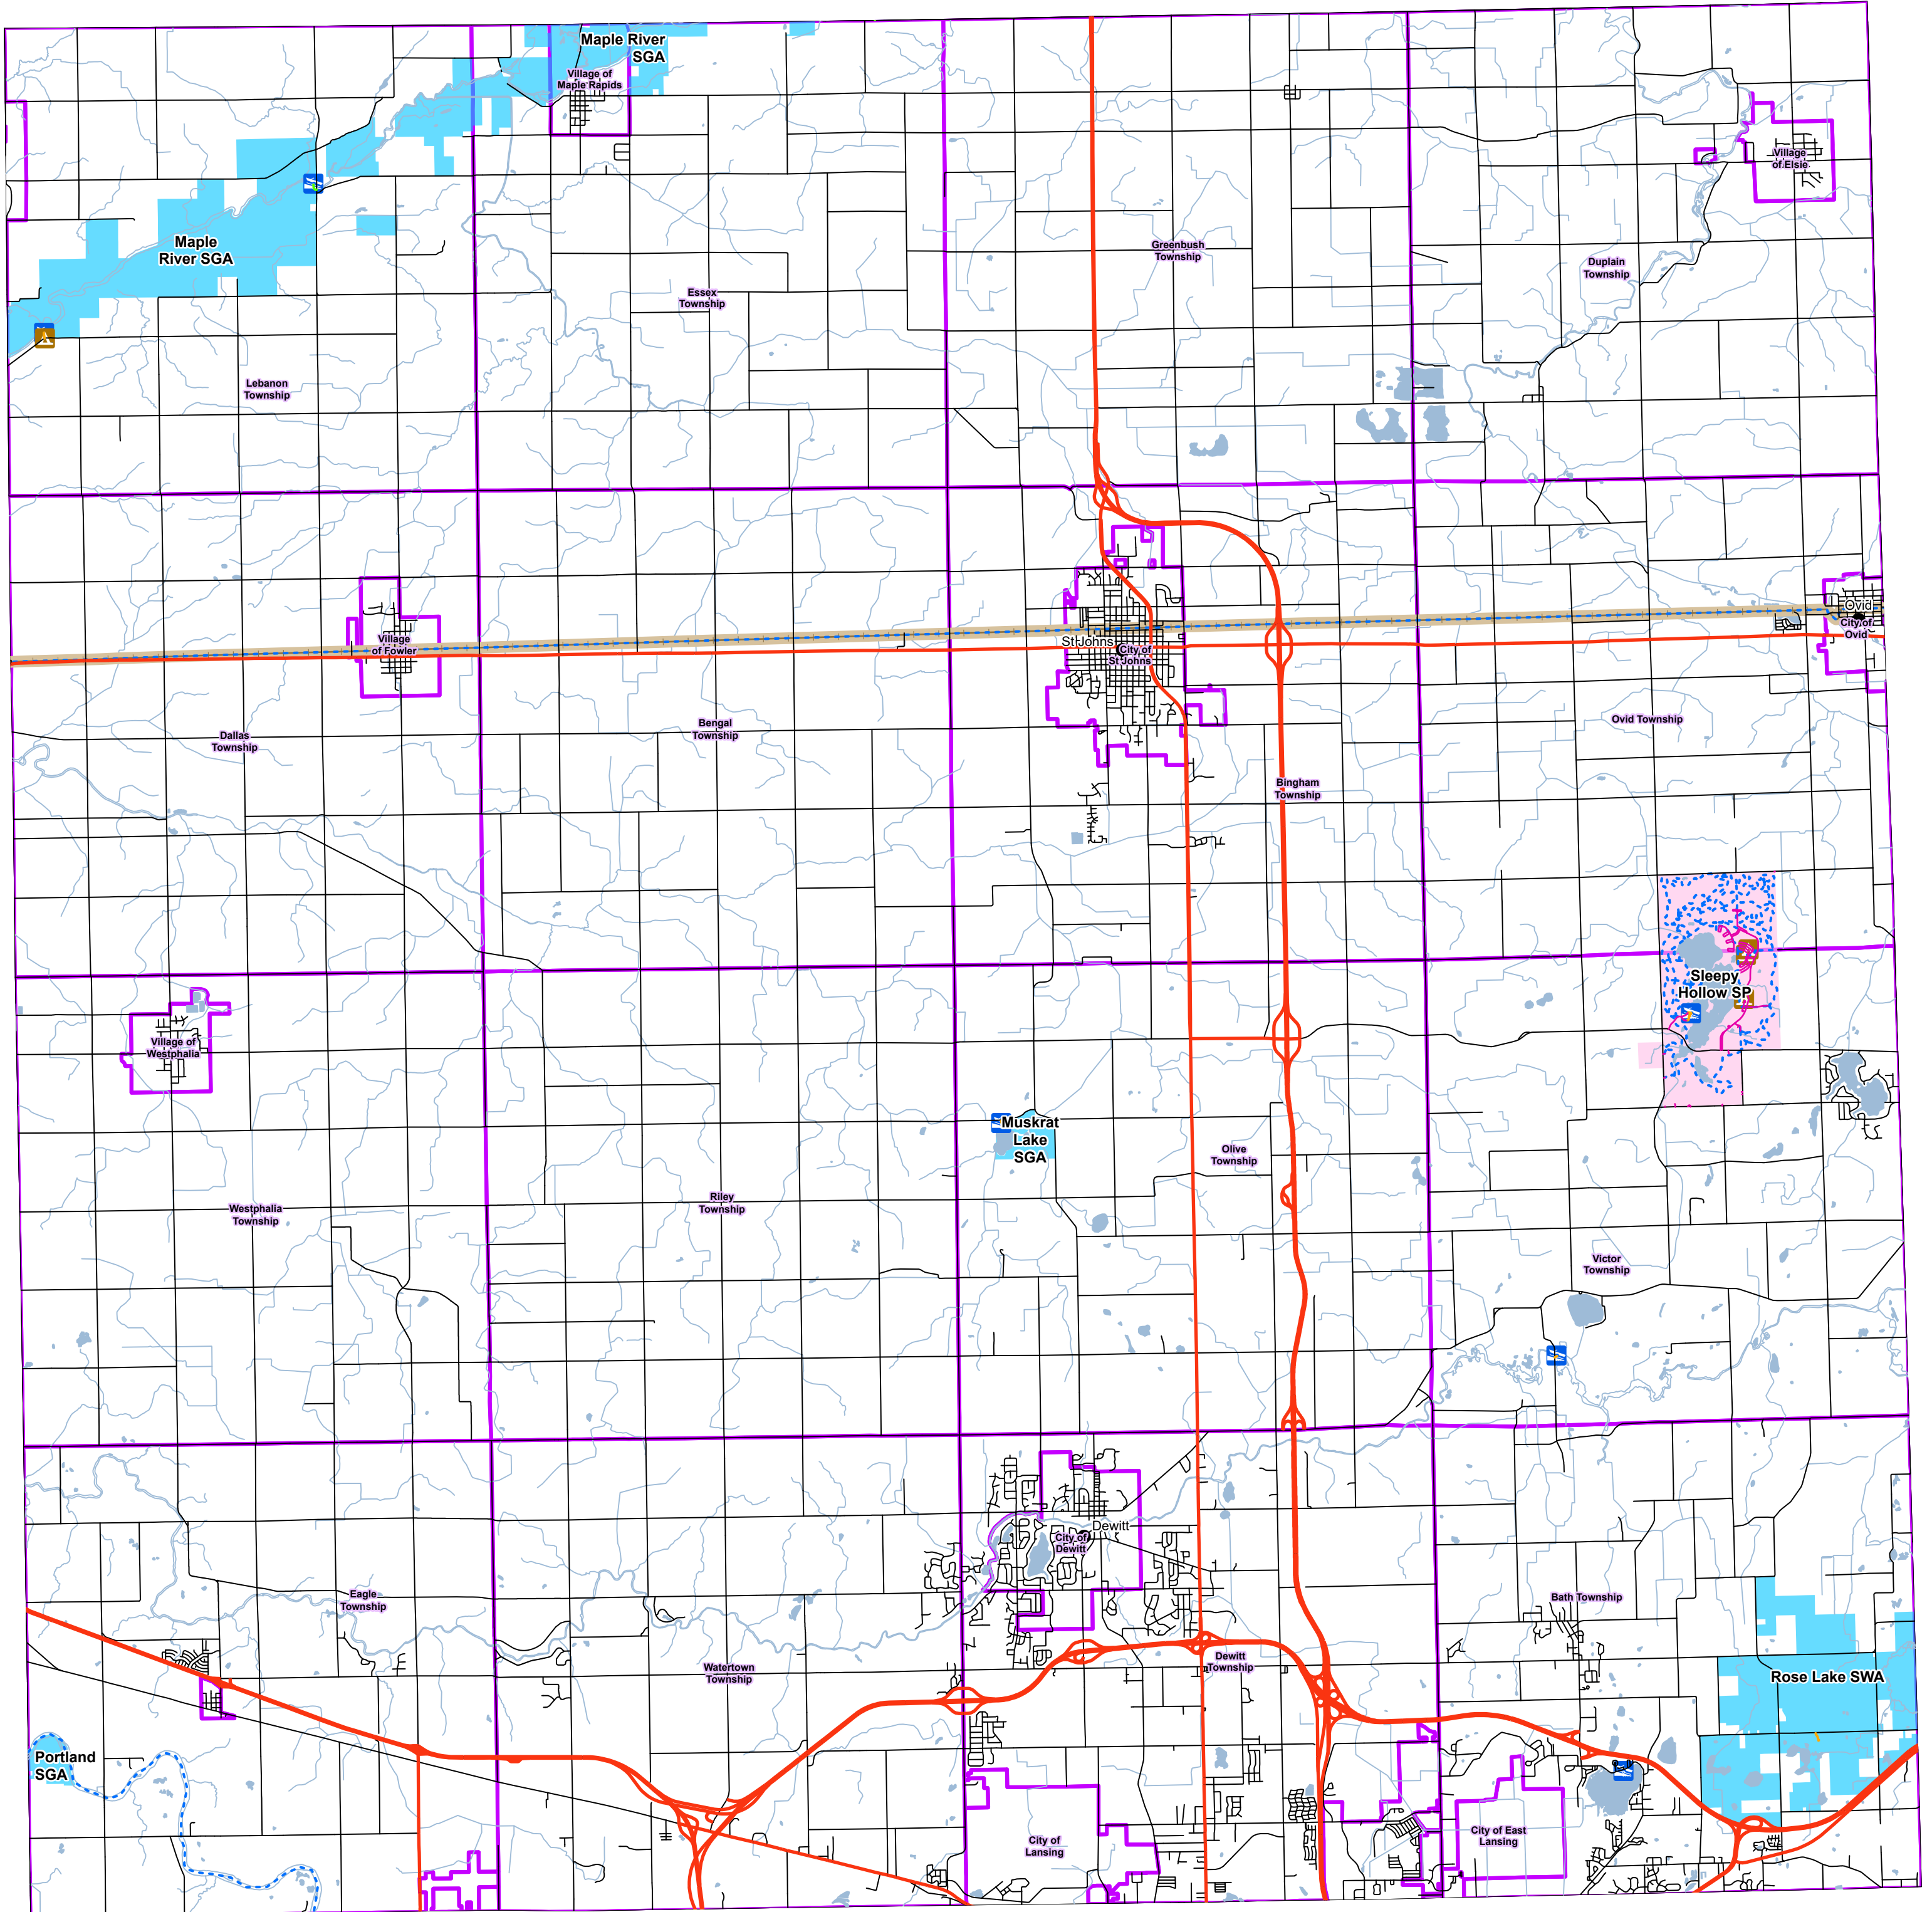 Maple River
SGA
Village of
Maple Rapids
Village
of Elsie
Maple
River SGA
Greenbush
Township
Duplain
Township
Essex
Township
Lebanon
Township
Ovid
City of
Ovid
Village
of Fowler
St Johns
City of
St Johns
Ovid Township
Bengal
Township
Dallas
Township
Bingham
Township
Sleepy
Hollow SP
Village of
Westphalia
Muskrat
Lake
SGA
Olive
Township
Riley
Township
Westphalia
Township
Victor
Township
Dewitt
City of
Dewitt
Eagle
Township
Bath Township
Dewitt
Township
Watertown
Township
Rose Lake SWA
Portland
SGA
City of
Lansing
City of East
Lansing